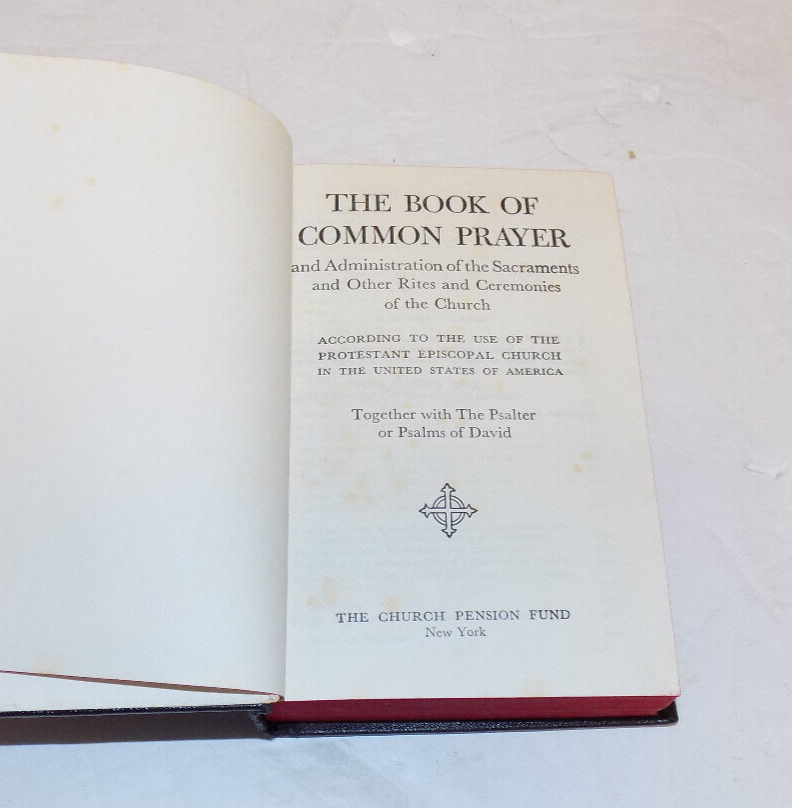 THE BOOK OF
COMMON PRAYER
and Administration of the Sacraments
and Other Rites and Ceremonies
of the Church
ACCORDING TO THE USE OF THE
PROTESTANT EPISCOPAL CHURCH
IN THE UNITED STATES OF AMERICA
Together with The Psalter
or Psalms of David
THE CHURCH PENSION FUND
New York